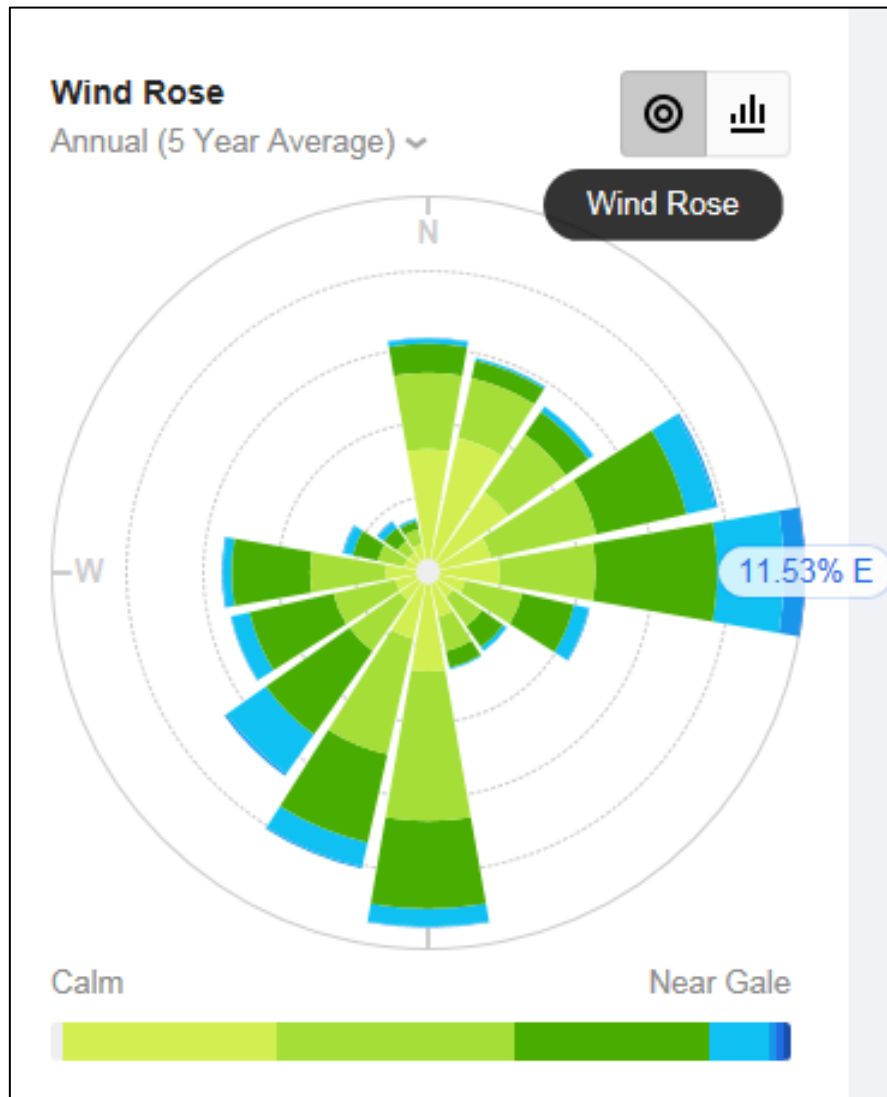 Wind Rose
Annual (5 Year Average)
Wind Rose
N
W
11.53% E
Calm
Near Gale